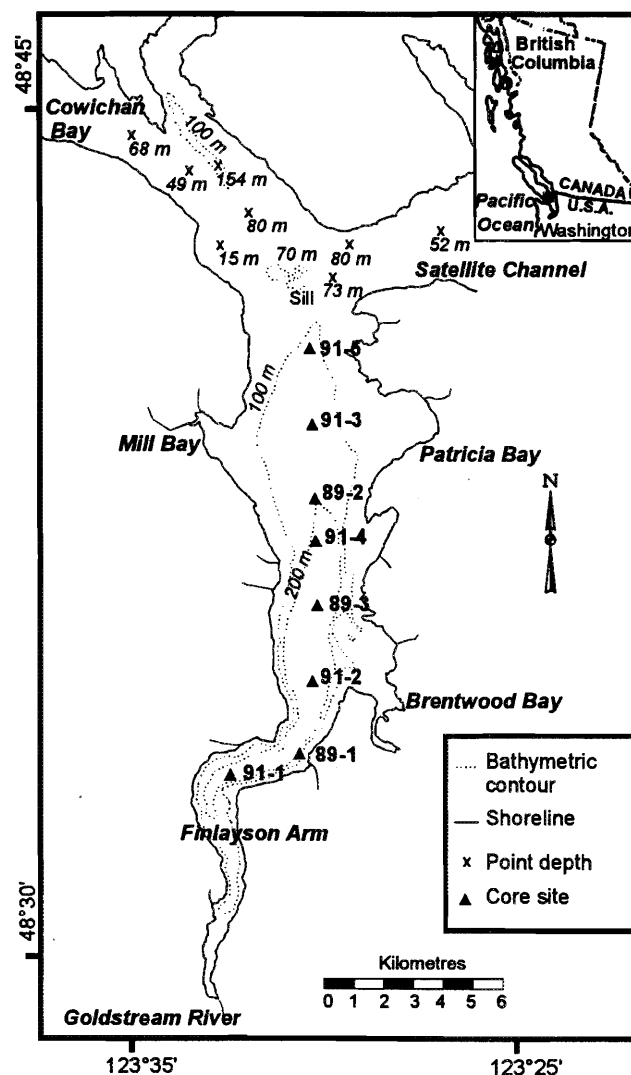 48°45'
British
Columbia
Cowichan
Bay
100 m
68 m
49 m
154 m
CANADA
U.S.A.
Pacific
Ocean
Washington
80 m
15 m
70 m
80 m
52 m
Satellite Channel
73 m
Sill
91-5
100 m
91-3
Mill Bay
Patricia Bay
N
89-2
91-4
200 m
89-3
91-2
Brentwood Bay
89-1
91-1
Bathymetric
contour
Shoreline
Point depth
Core site
Finlayson Arm
48°30'
Kilometres
0 1 2 3 4 5 6
Goldstream River
123°35'
123°25'